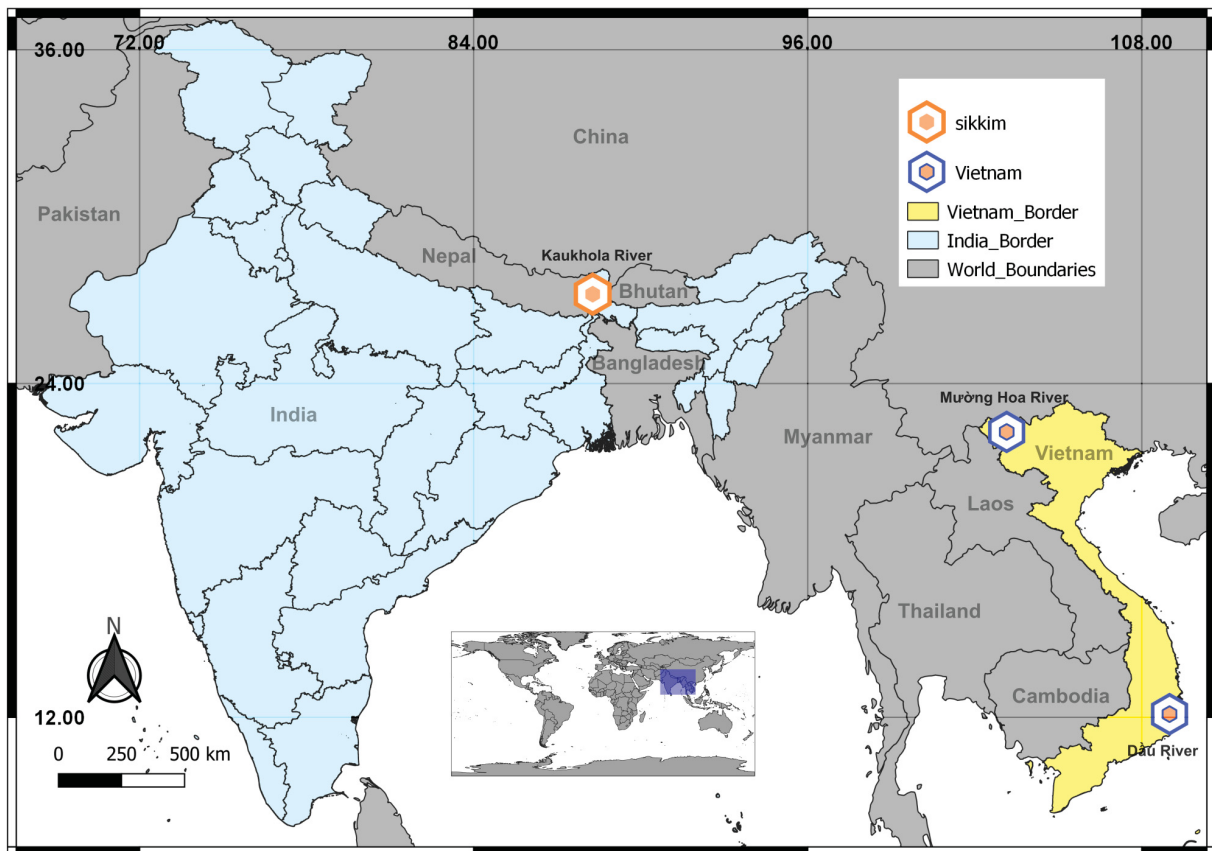 72.00
84.00
96.00
108.00
36.00
sikkim
Vietnam
Vietnam_Border
India_Border
World_Boundaries
China
Pakistan
Kaukhola River
Nepal
Bhutan
Bangladesh
24.00
Mường Hoa River
India
Myanmar
Vietnam
Laos
Thailand
N
Cambodia
12.00
0 250 500 km
Dầu River